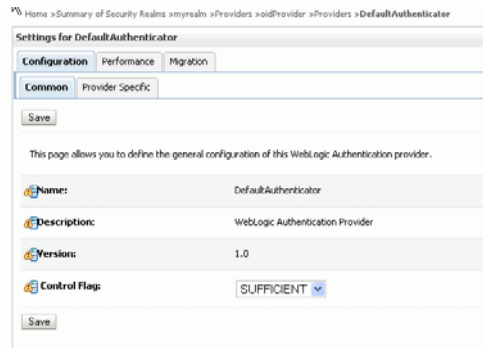 Home >Summary of Security Realms >myrealm >Providers >oidProvider >Providers >DefaultAuthenticator
Settings for DefaultAuthenticator
Configuration Performance Migration
Common Provider Specific
Save
This page allows you to define the general configuration of this WebLogic Authentication provider.
Name: DefaultAuthenticator
Description: WebLogic Authentication Provider
Version: 1.0
Control Flag: SUFFICIENT
Save